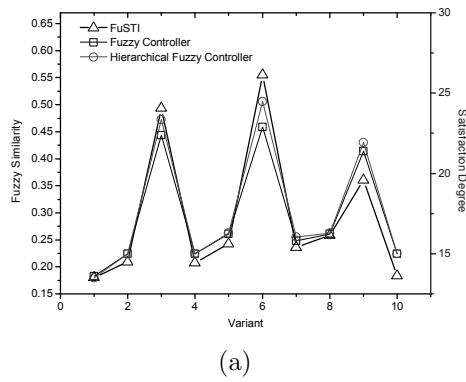 FuSTI
Fuzzy Controller
Hierarchical Fuzzy Controller
0.65
0.60
0.55
0.50
0.45
0.40
0.35
0.30
0.25
0.20
0.15
Fuzzy Similarity
30
25
20
15
Satisfaction Degree
0 2 4 6 8 10
Variant
(a)